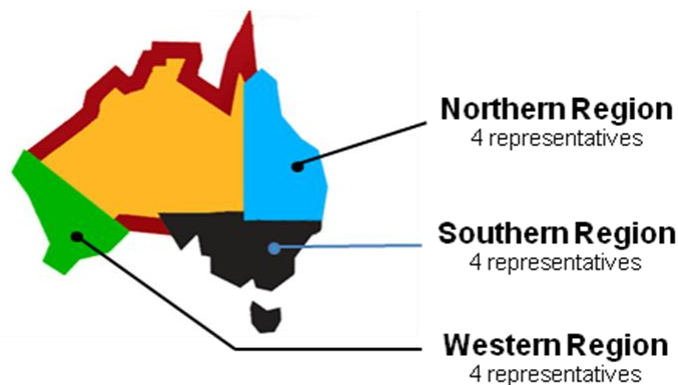 Northern Region
4 representatives
Southern Region
4 representatives
Western Region
4 representatives